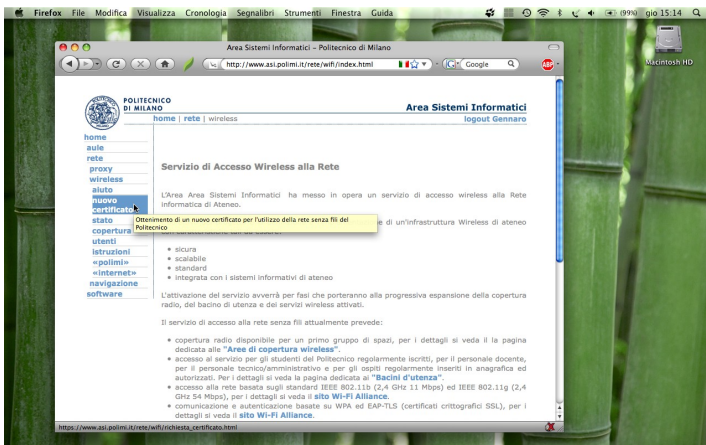 Firefox File Modifica Visualizza Cronologia Segnalibri Strumenti Finestra Guida (99%) gio 15:14
Area Sistemi Informatici – Politecnico di Milano
http://www.asi.polimi.it/rete/wifi/index.html Google ABP
Macintosh HD
POLITECNICO
DI MILANO
Area Sistemi Informatici
home | rete | wireless
logout Gennaro
home
aule
rete
proxy
wireless
aiuto
nuovo
certificato
stato
copertura
utenti
istruzioni
«polimi»
«internet»
navigazione
software
Servizio di Accesso Wireless alla Rete
L'Area Area Sistemi Informatici ha messo in opera un servizio di accesso wireless alla Rete
informatica di Ateneo.
Ottenimento di un nuovo certificato per l'utilizzo della rete senza fili del
Politecnico
e di un'infrastruttura Wireless di ateneo
• sicura
• scalabile
• standard
• integrata con i sistemi informativi di ateneo
L'attivazione del servizio avverrà per fasi che porteranno alla progressiva espansione della copertura
radio, del bacino di utenza e dei servizi wireless attivati.
Il servizio di accesso alla rete senza fili attualmente prevede:
• copertura radio disponibile per un primo gruppo di spazi, per i dettagli si veda il la pagina
dedicata alle "Aree di copertura wireless".
• accesso al servizio per gli studenti del Politecnico regolarmente iscritti, per il personale docente,
per il personale tecnico/amministrativo e per gli ospiti regolarmente inseriti in anagrafica ed
autorizzati. Per i dettagli si veda la pagina dedicata ai "Bacini d'utenza".
• accesso alla rete basata sugli standard IEEE 802.11b (2,4 GHz 11 Mbps) ed IEEE 802.11g (2,4
GHz 54 Mbps), per i dettagli si veda il sito Wi-Fi Alliance.
• comunicazione e autenticazione basate su WPA ed EAP-TLS (certificati crittografici SSL), per i
dettagli si veda il sito Wi-Fi Alliance.
https://www.asi.polimi.it/rete/wifi/richiesta_certificato.html